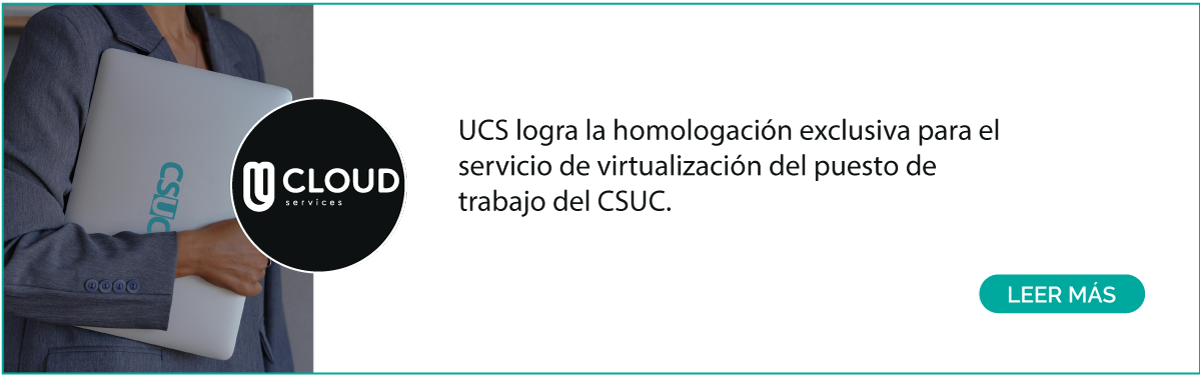 CSUC
U CLOUD
services
UCS logra la homologación exclusiva para el
servicio de virtualización del puesto de
trabajo del CSUC.
LEER MÁS